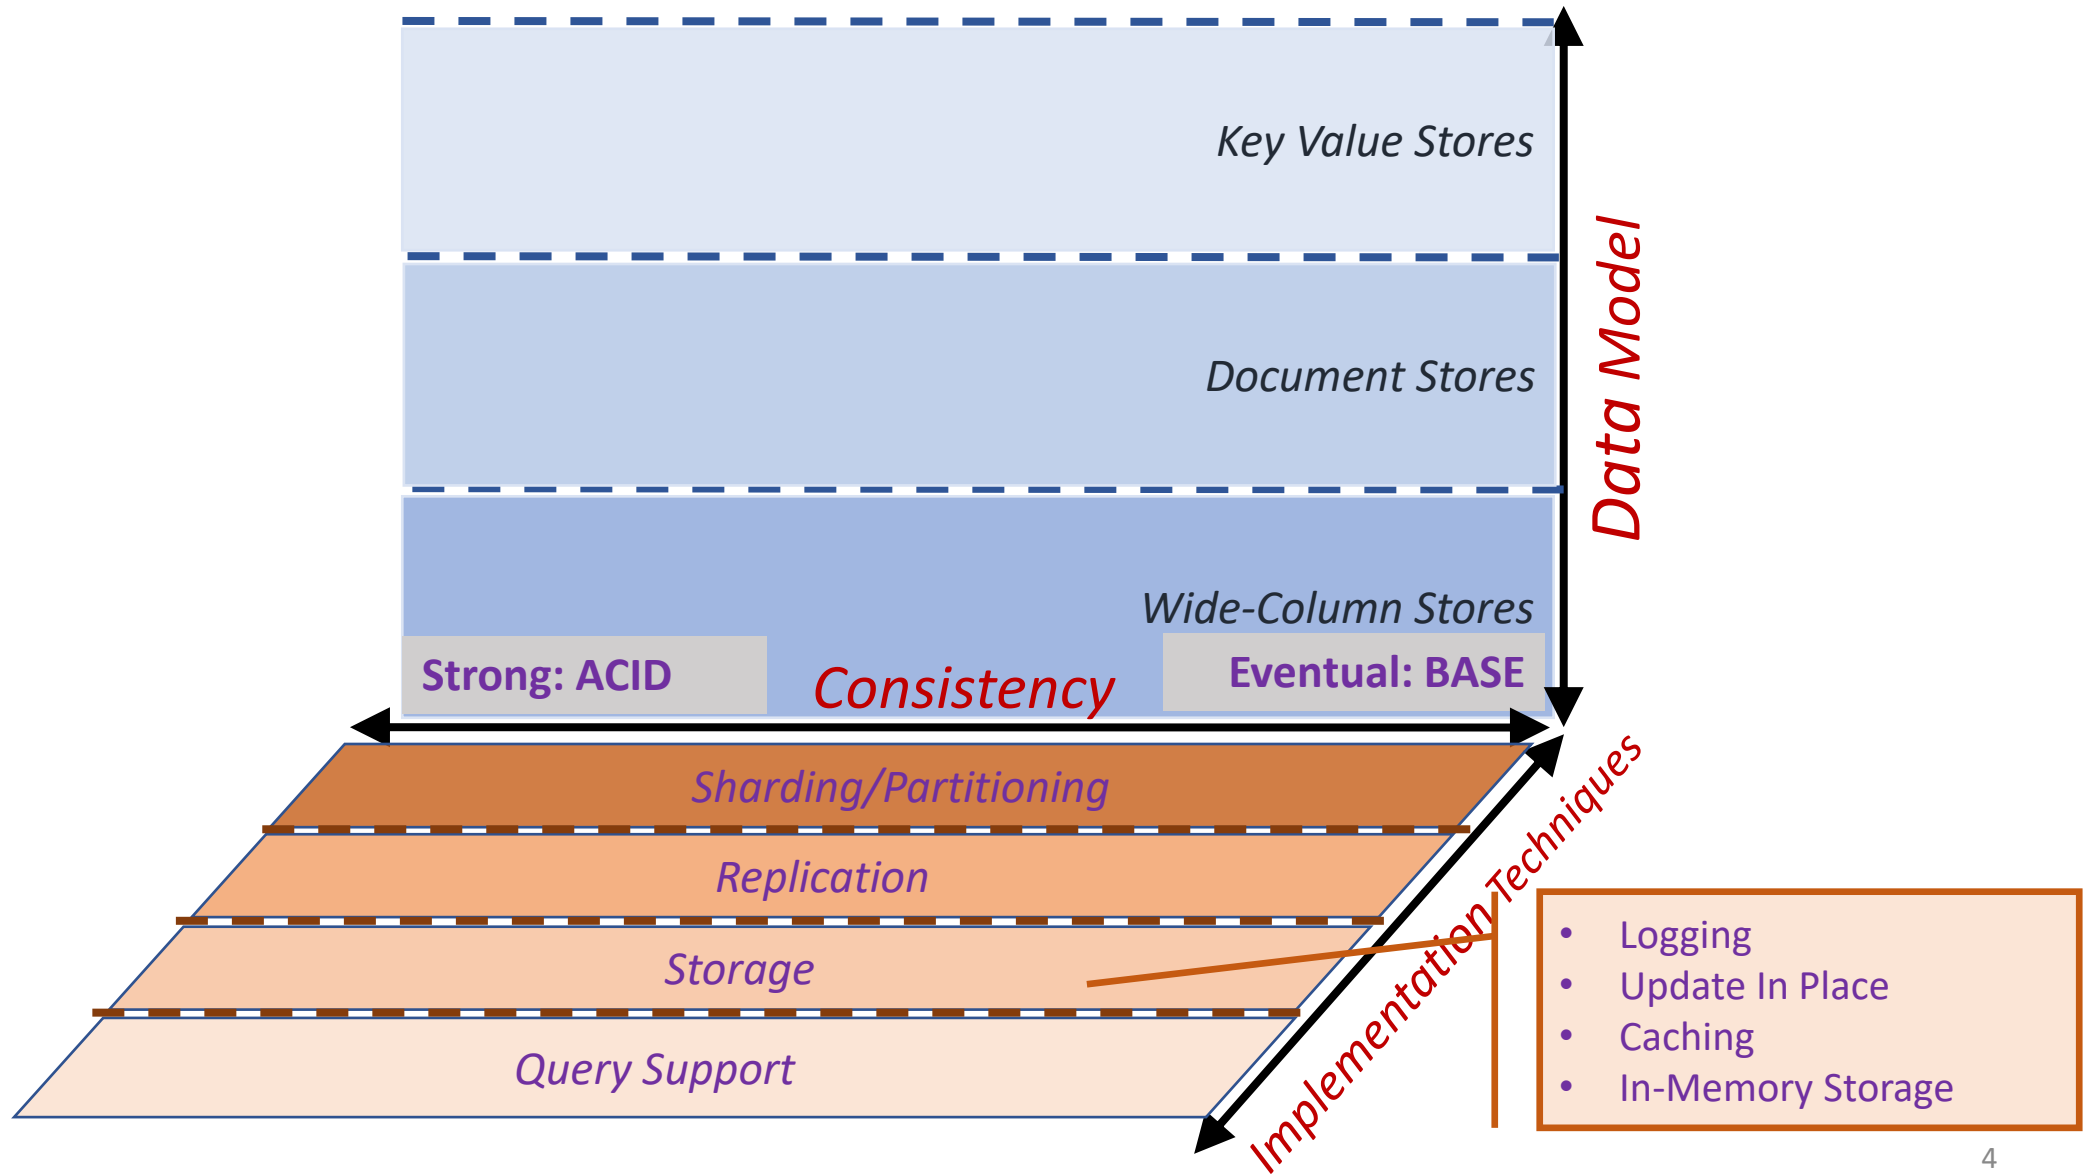 Key Value Stores
Document Stores
Wide-Column Stores
Data Model
Strong: ACID
Consistency
Eventual: BASE
Sharding/Partitioning
Replication
Storage
Query Support
Implementation Techniques
• Logging
• Update In Place
• Caching
• In-Memory Storage
4